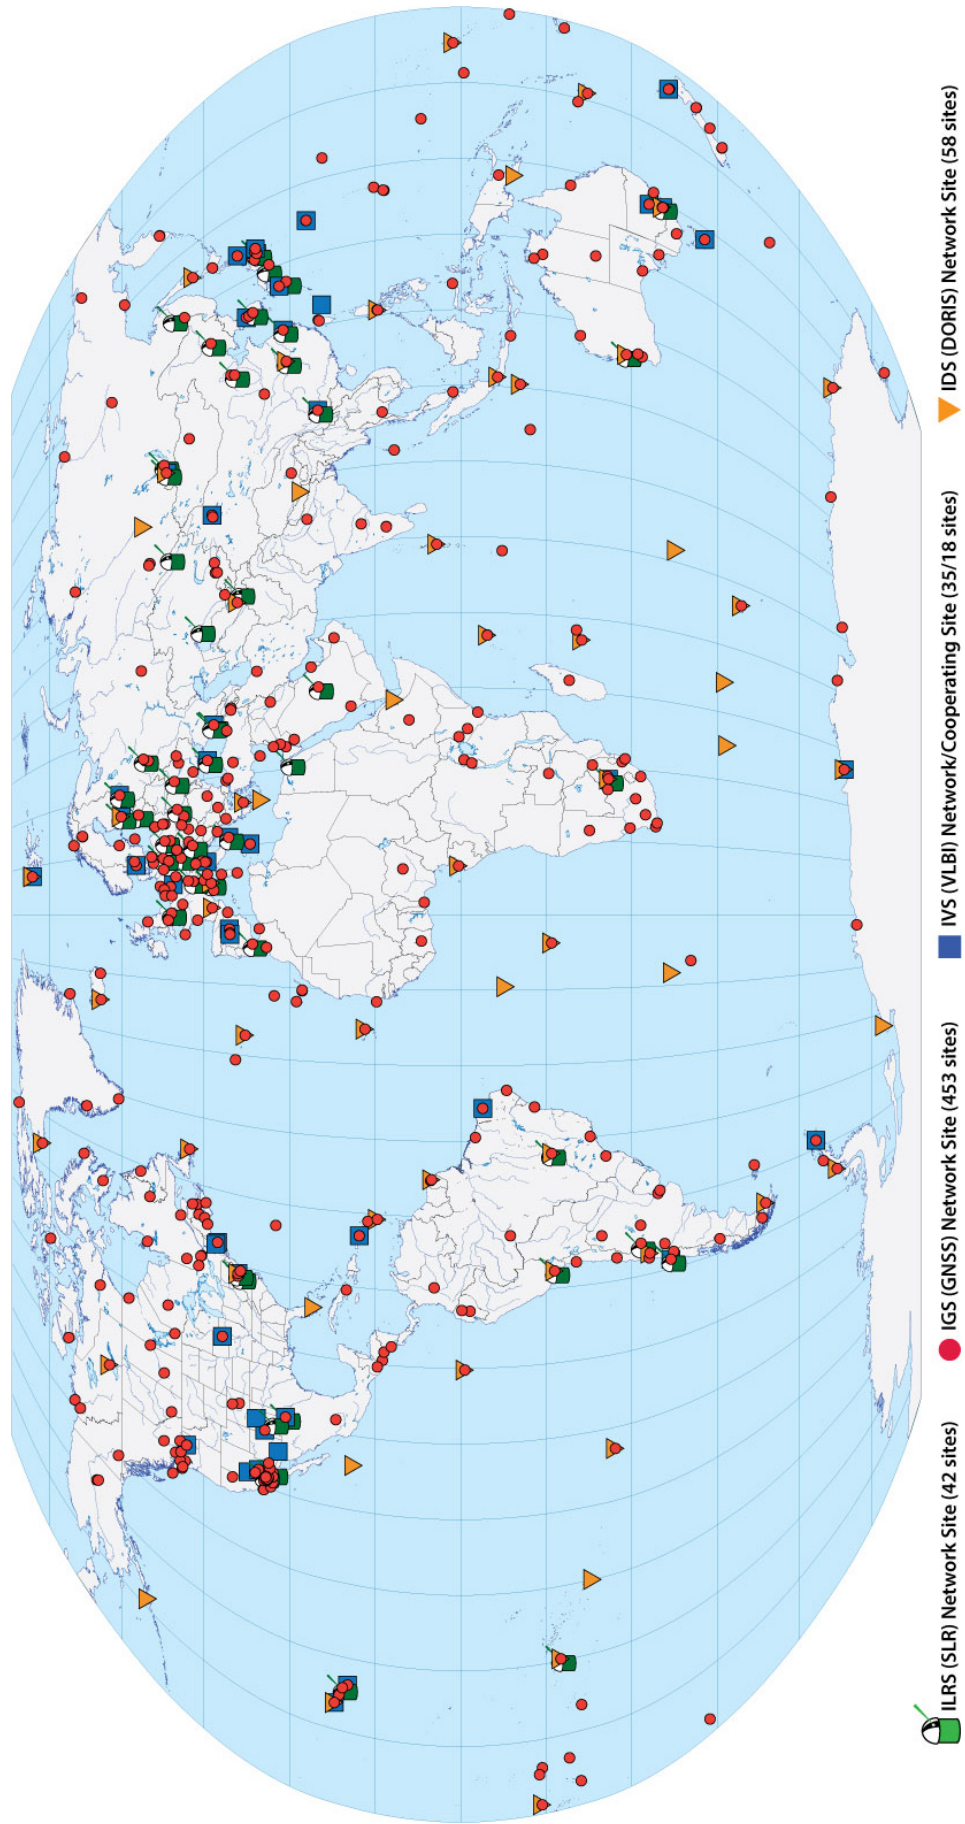 ILRS (SLR) Network Site (42 sites)
IGS (GNSS) Network Site (453 sites)
IVS (VLBI) Network/Cooperating Site (35/18 sites)
IDS (DORIS) Network Site (58 sites)